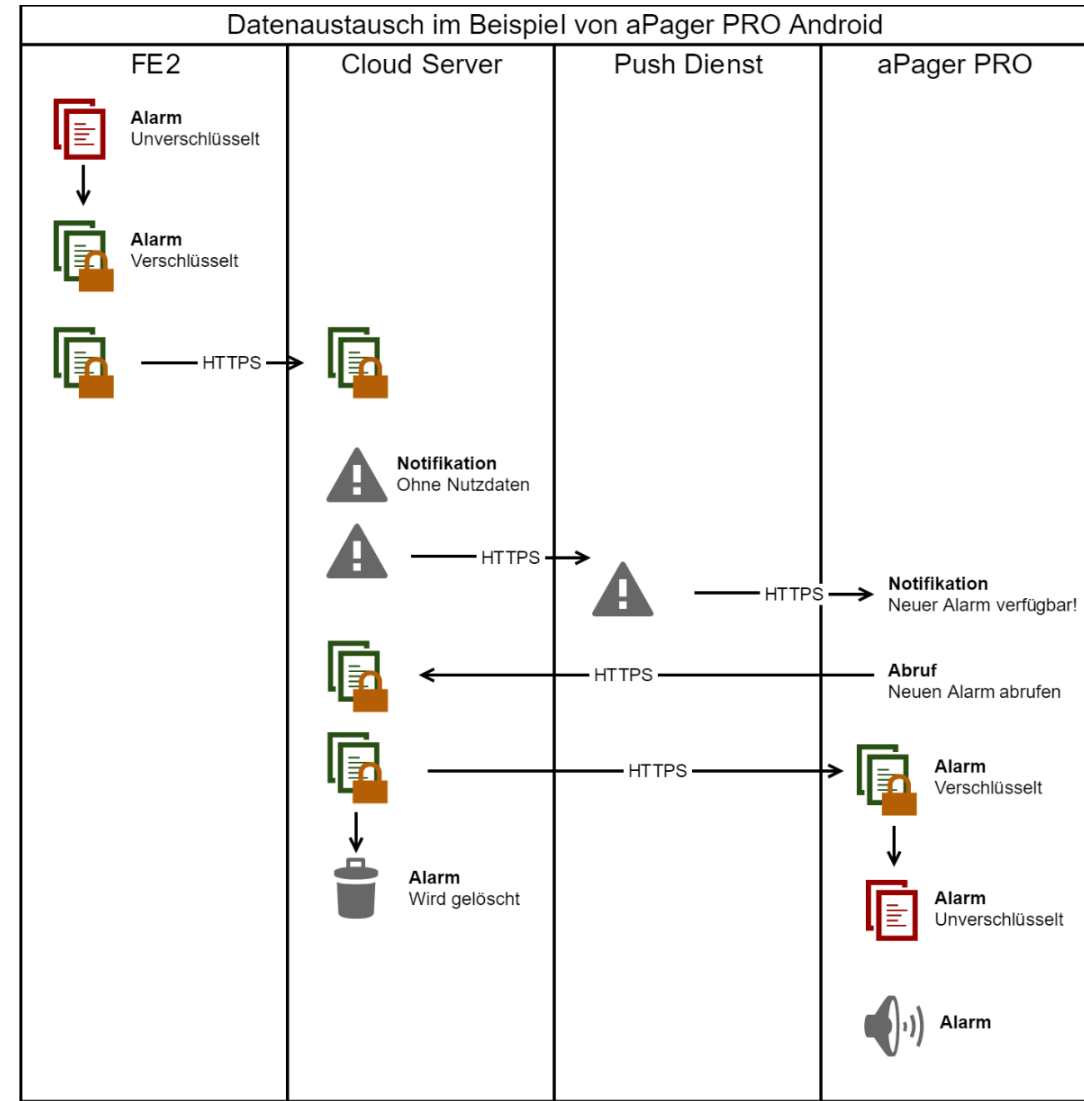 Datenaustausch im Beispiel von aPager PRO Android
FE2
Cloud Server
Push Dienst
aPager PRO
Alarm
Unverschlüsselt
Alarm
Verschlüsselt
HTTPS
Notifikation
Ohne Nutzdaten
HTTPS
HTTPS
Notifikation
Neuer Alarm verfügbar!
HTTPS
Abruf
Neuen Alarm abrufen
HTTPS
Alarm
Verschlüsselt
Alarm
Wird gelöscht
Alarm
Unverschlüsselt
Alarm